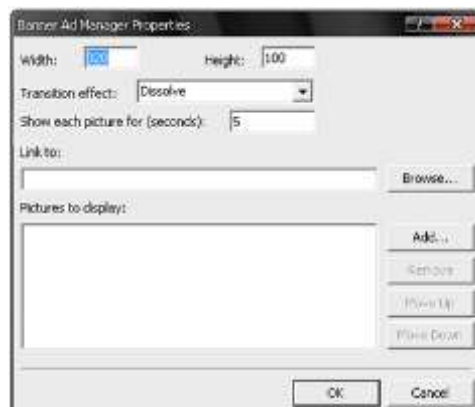 Banner Ad Manager Properties
Width: 320 Height: 100
Transition effect: Dissolve
Show each picture for (seconds): 5
Link to:
Browse...
Pictures to display:
Add...
Remove
Move Up
Move Down
OK Cancel